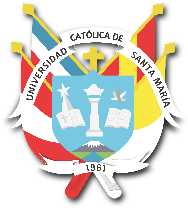 UNIVERSIDAD CATÓLICA DE SANTA MARÍA
1961